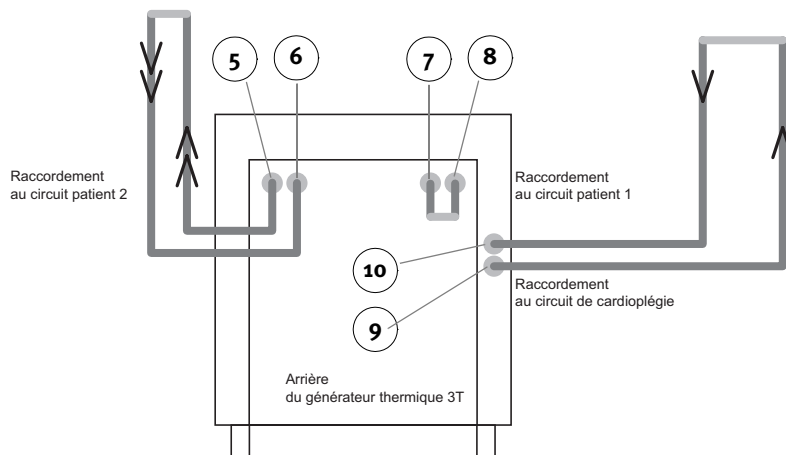 5
6
7
8
Raccordement
au circuit patient 2
Raccordement
au circuit patient 1
10
Raccordement
au circuit de cardioplégie
9
Arrière
du générateur thermique 3T